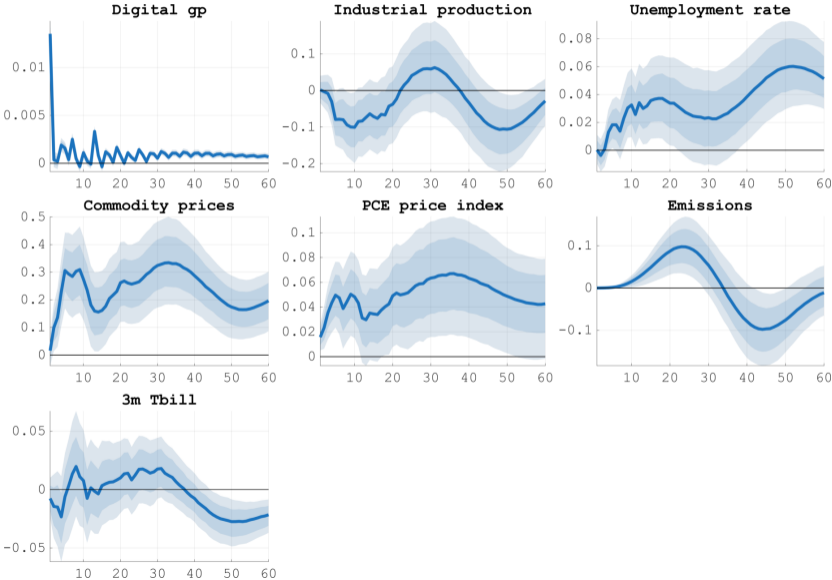 Digital gp
0.01
0.005
0
10 20 30 40 50 60
Industrial production
0.1
0
-0.1
-0.2
10 20 30 40 50 60
Unemployment rate
0.08
0.06
0.04
0.02
0
10 20 30 40 50 60
Commodity prices
0.5
0.4
0.3
0.2
0.1
0
10 20 30 40 50 60
PCE price index
0.1
0.08
0.06
0.04
0.02
0
10 20 30 40 50 60
Emissions
0.1
0
-0.1
10 20 30 40 50 60
3m Tbill
0.05
0
-0.05
10 20 30 40 50 60